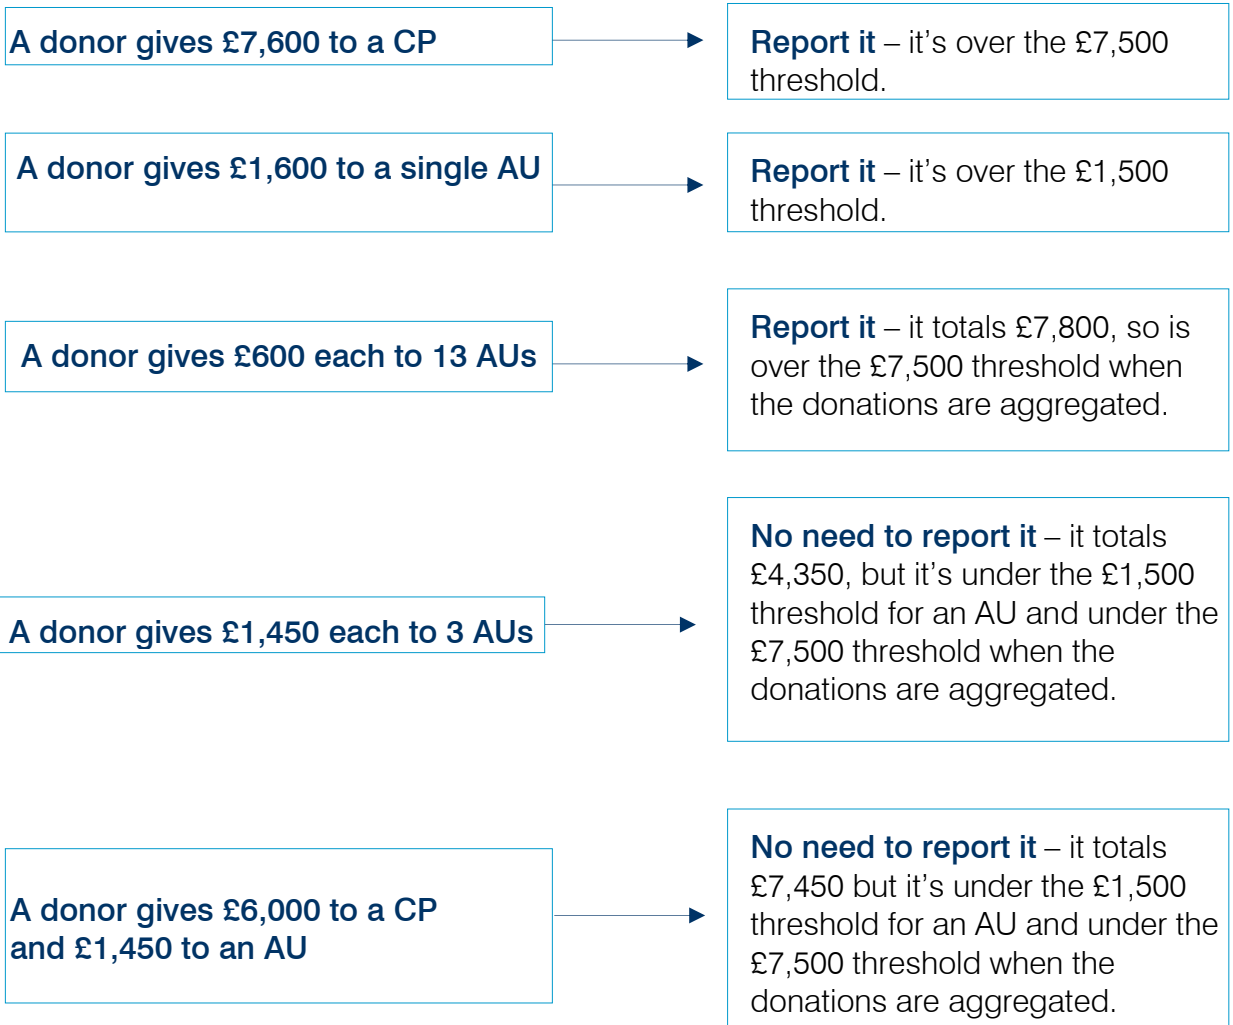 A donor gives £7,600 to a CP
Report it – it's over the £7,500
threshold.
A donor gives £1,600 to a single AU
Report it – it's over the £1,500
threshold.
A donor gives £600 each to 13 AUs
Report it – it totals £7,800, so is
over the £7,500 threshold when
the donations are aggregated.
A donor gives £1,450 each to 3 AUs
No need to report it – it totals
£4,350, but it's under the £1,500
threshold for an AU and under the
£7,500 threshold when the
donations are aggregated.
A donor gives £6,000 to a CP
and £1,450 to an AU
No need to report it – it totals
£7,450 but it's under the £1,500
threshold for an AU and under the
£7,500 threshold when the
donations are aggregated.